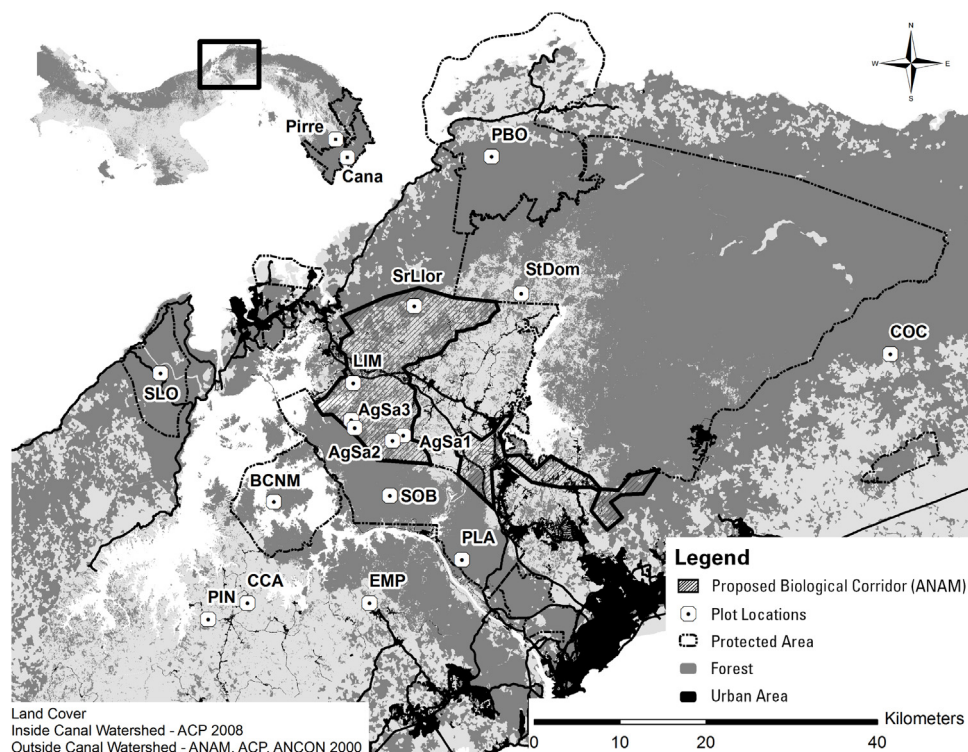 N
W E
S
Pirre
Cana
PBO
SrLlor
StDom
COC
LIM
SLO
AgSa3
AgSa2
AgSa1
BCNM
SOB
PLA
CCA
EMP
PIN
Legend
Proposed Biological Corridor (ANAM)
Plot Locations
Protected Area
Forest
Urban Area
Land Cover
Inside Canal Watershed - ACP 2008
Outside Canal Watershed - ANAM, ACP, ANCON 2000
Kilometers
0 10 20 40